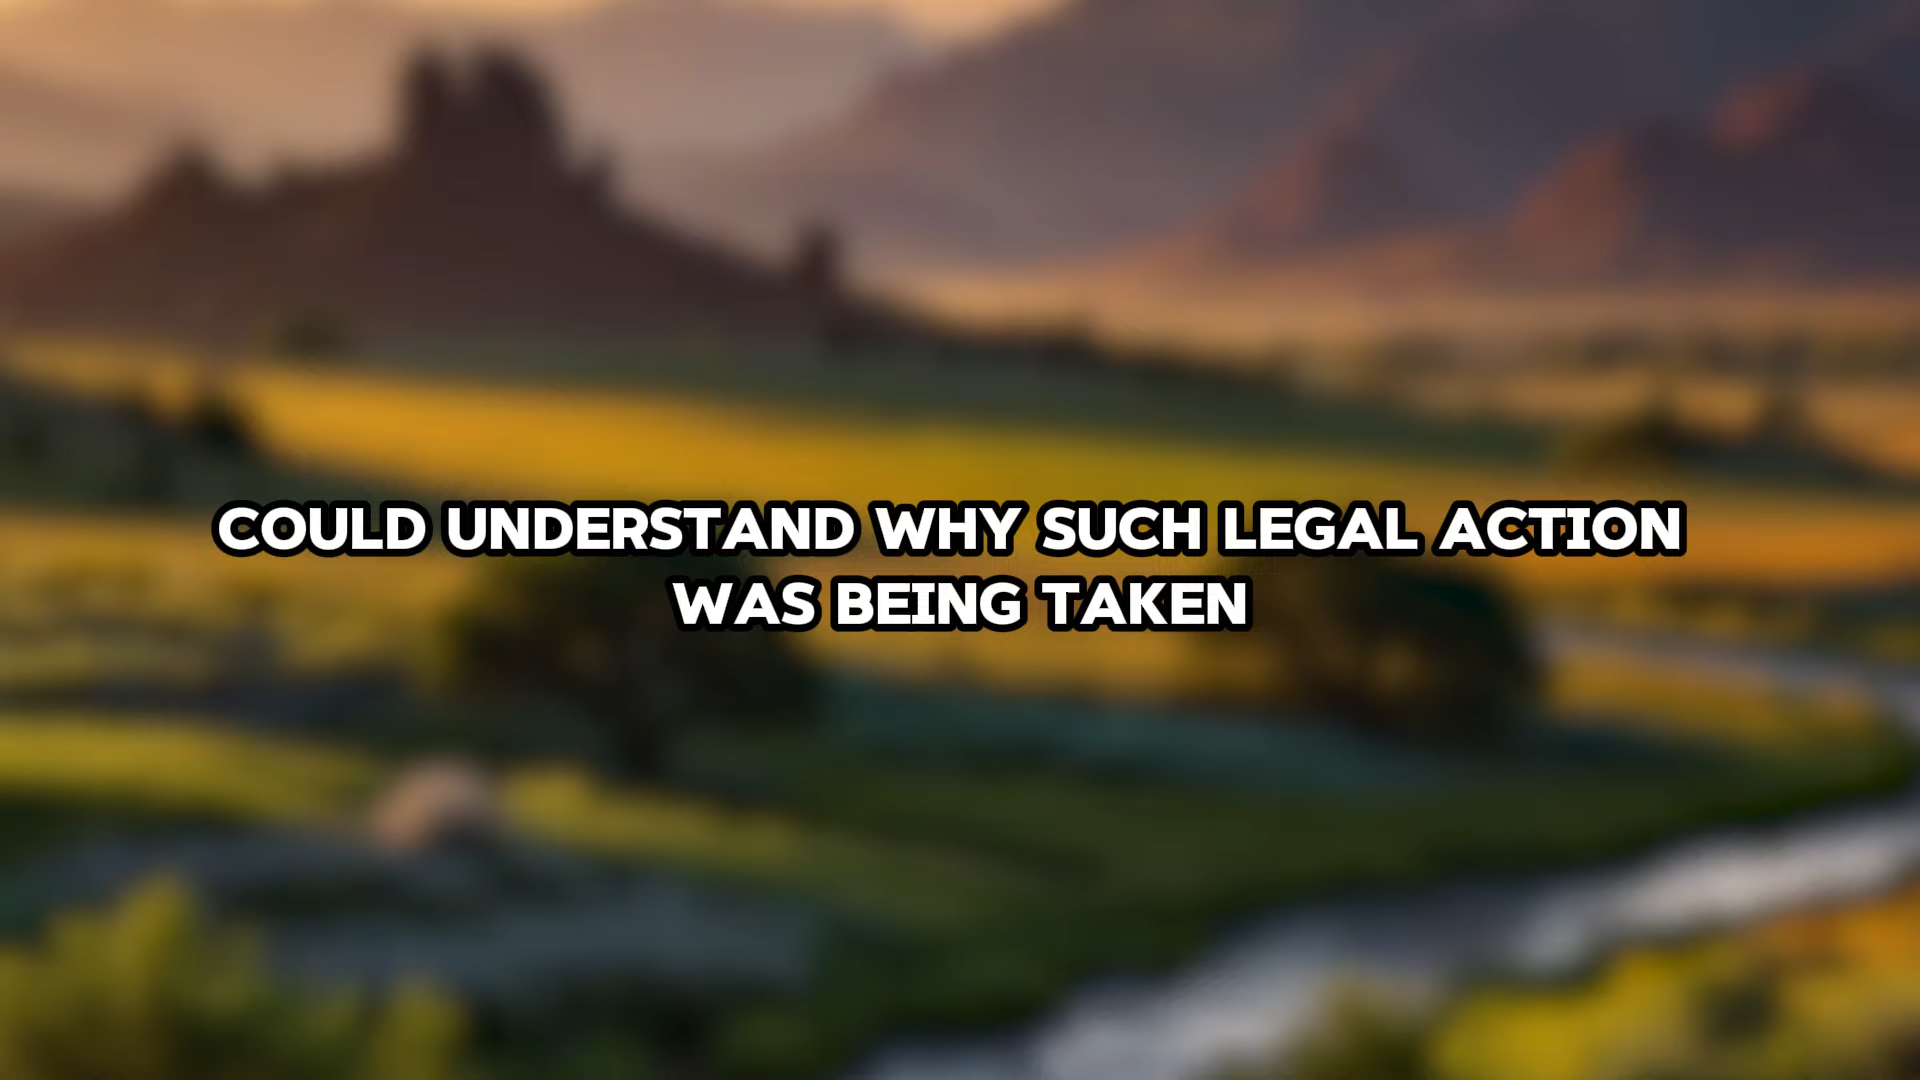 COULD UNDERSTAND WHY SUCH LEGAL ACTION
WAS BEING TAKEN